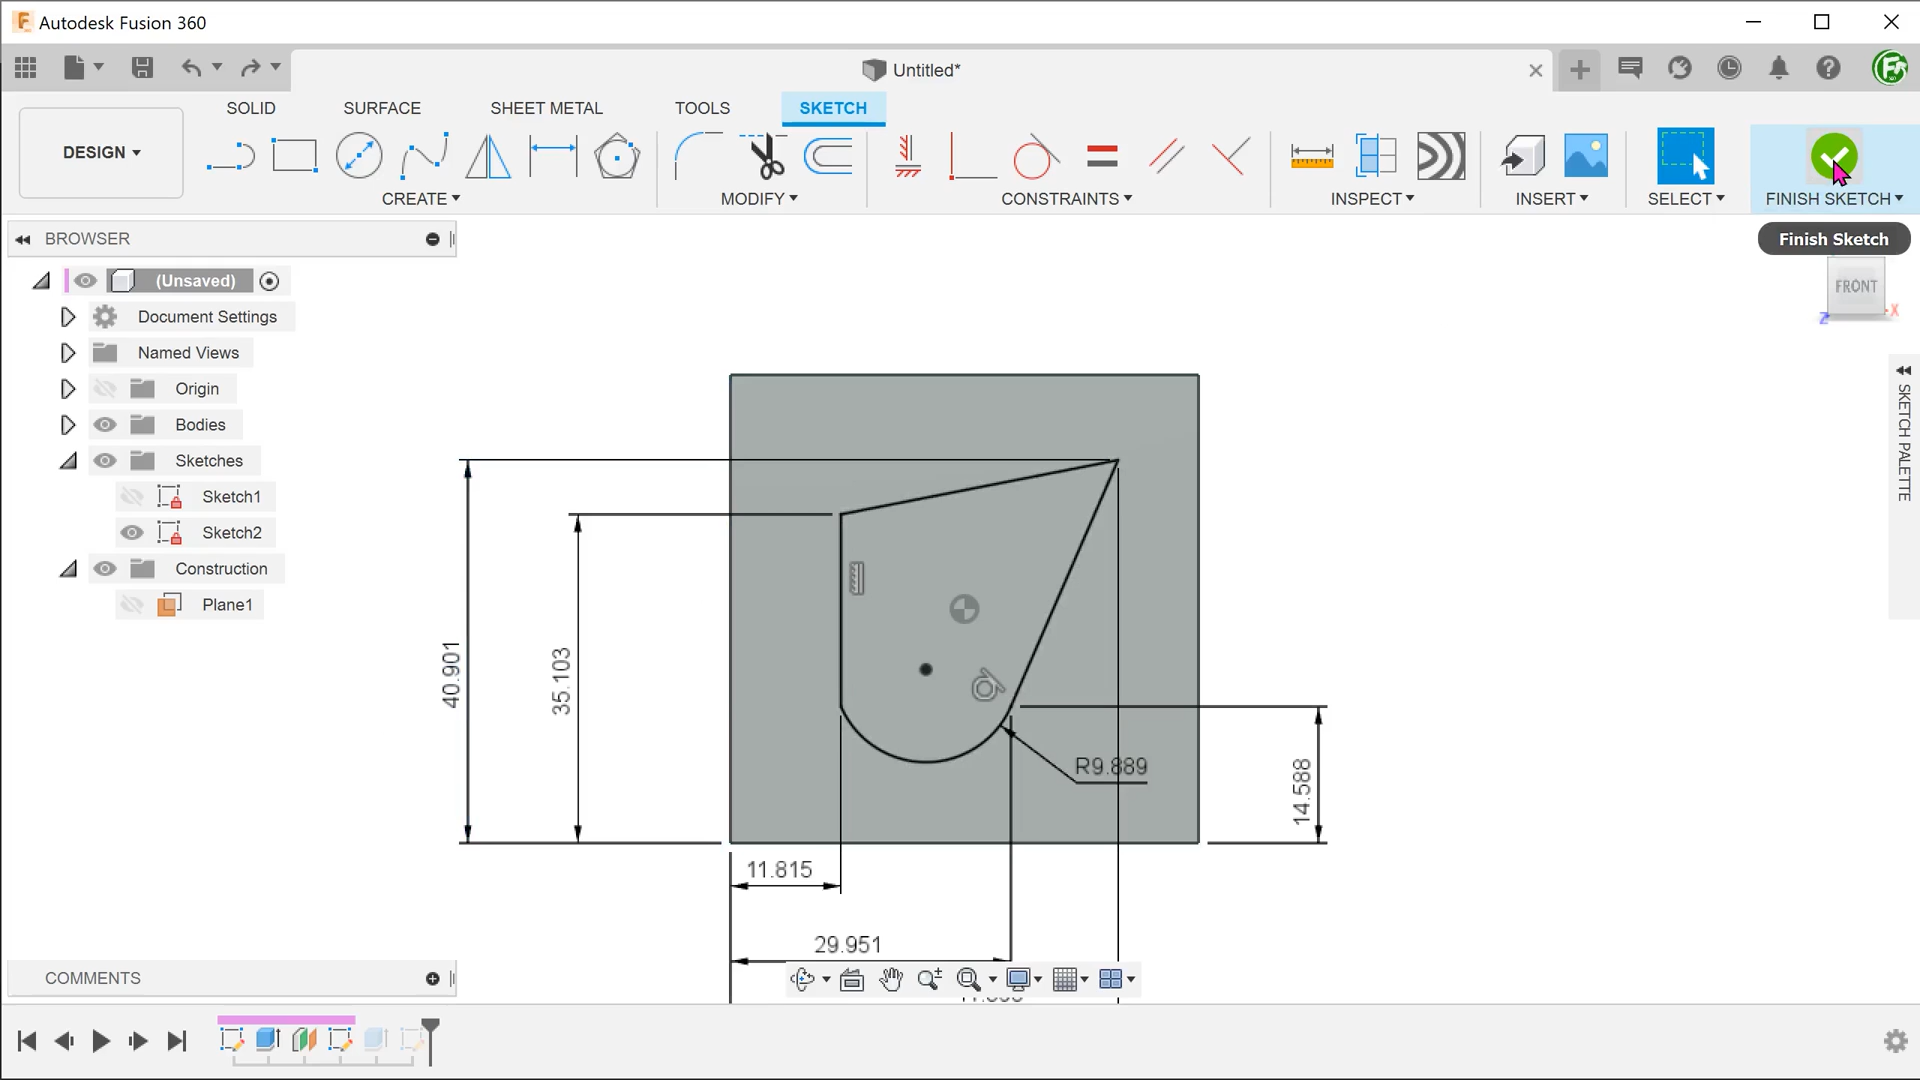 Autodesk Fusion 360
Untitled*
SOLID
SURFACE
SHEET METAL
TOOLS
SKETCH
DESIGN
CREATE
MODIFY
CONSTRAINTS
INSPECT
INSERT
SELECT
FINISH SKETCH
Finish Sketch
BROWSER
FRONT
X
Z
(Unsaved)
Document Settings
Named Views
Origin
Bodies
Sketches
Sketch1
Sketch2
Construction
Plane1
SKETCH PALETTE
40.901
35.103
R9.889
14.588
11.815
29.951
COMMENTS